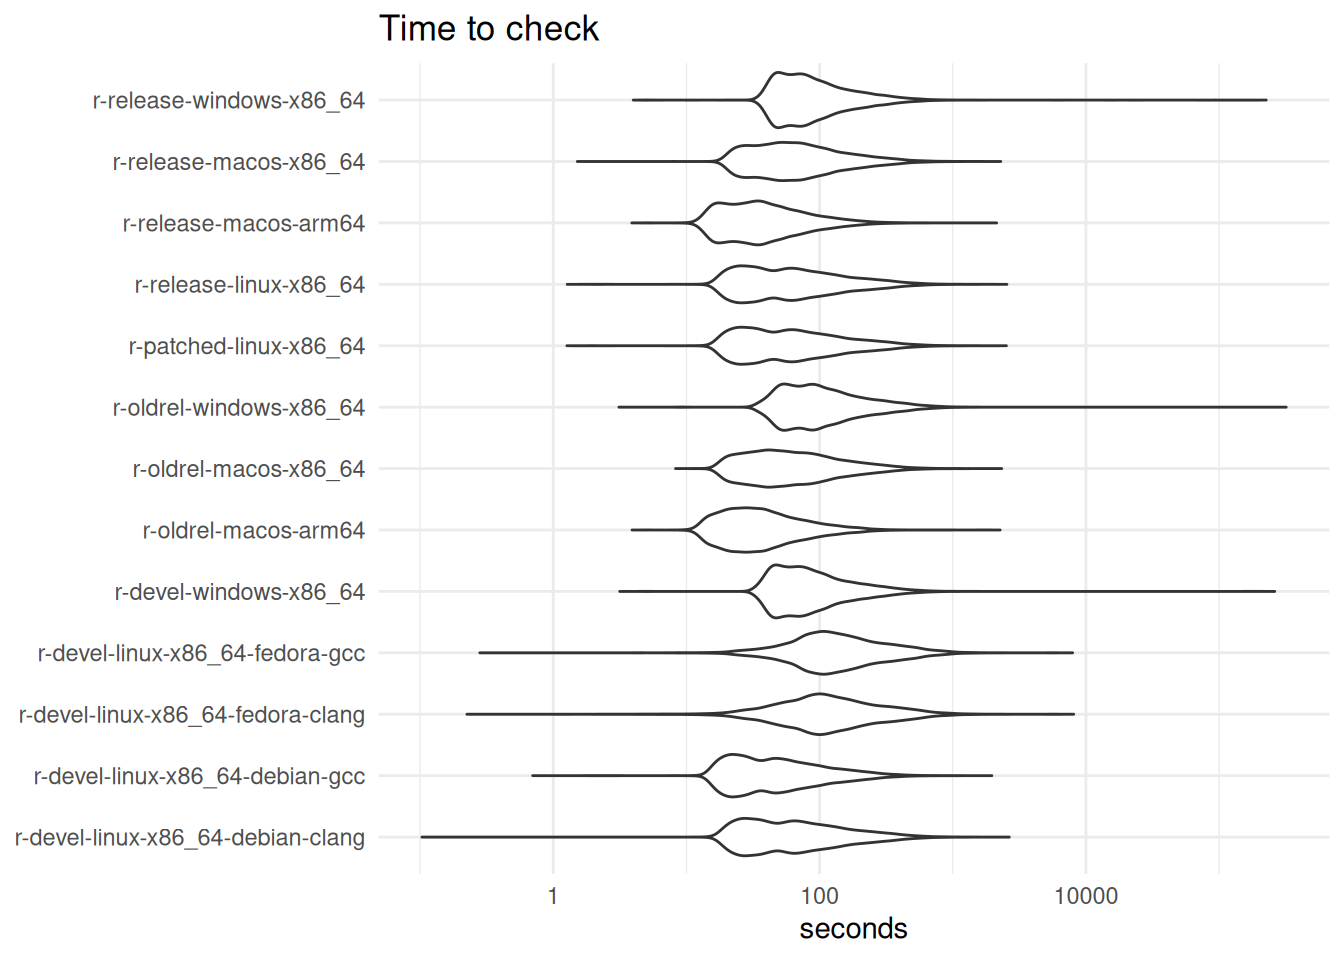 Time to check
r-release-windows-x86_64
r-release-macos-x86_64
r-release-macos-arm64
r-release-linux-x86_64
r-patched-linux-x86_64
r-oldrel-windows-x86_64
r-oldrel-macos-x86_64
r-oldrel-macos-arm64
r-devel-windows-x86_64
r-devel-linux-x86_64-fedora-gcc
r-devel-linux-x86_64-fedora-clang
r-devel-linux-x86_64-debian-gcc
r-devel-linux-x86_64-debian-clang
1 100 10000
seconds